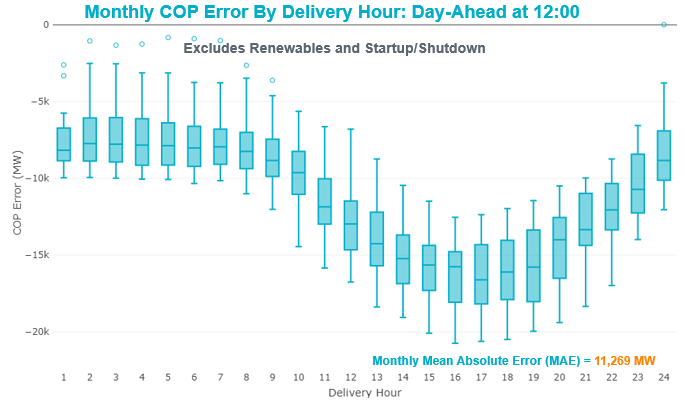 Monthly COP Error By Delivery Hour: Day-Ahead at 12:00
0
Excludes Renewables and Startup/Shutdown
−5k
−10k
−15k
−20k
COP Error (MW)
Monthly Mean Absolute Error (MAE) = 11,269 MW
1 2 3 4 5 6 7 8 9 10 11 12 13 14 15 16 17 18 19 20 21 22 23 24
Delivery Hour